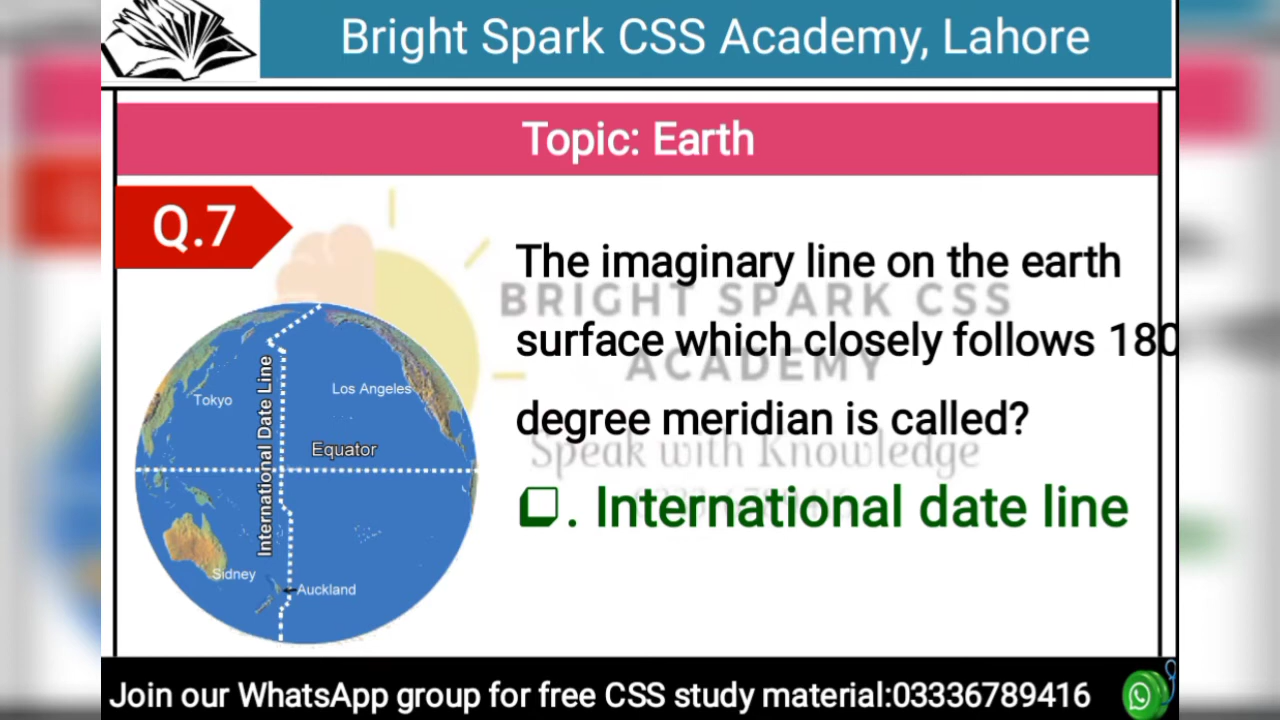 Bright Spark CSS Academy, Lahore
Topic: Earth
Q.7
The imaginary line on the earth
surface which closely follows 180
degree meridian is called?
. International date line
BRIGHT SPARK CSS
ACADEMY
Speak with Knowledge
Tokyo
Los Angeles
International Date Line
Equator
Sidney
Auckland
Join our WhatsApp group for free CSS study material:03336789416